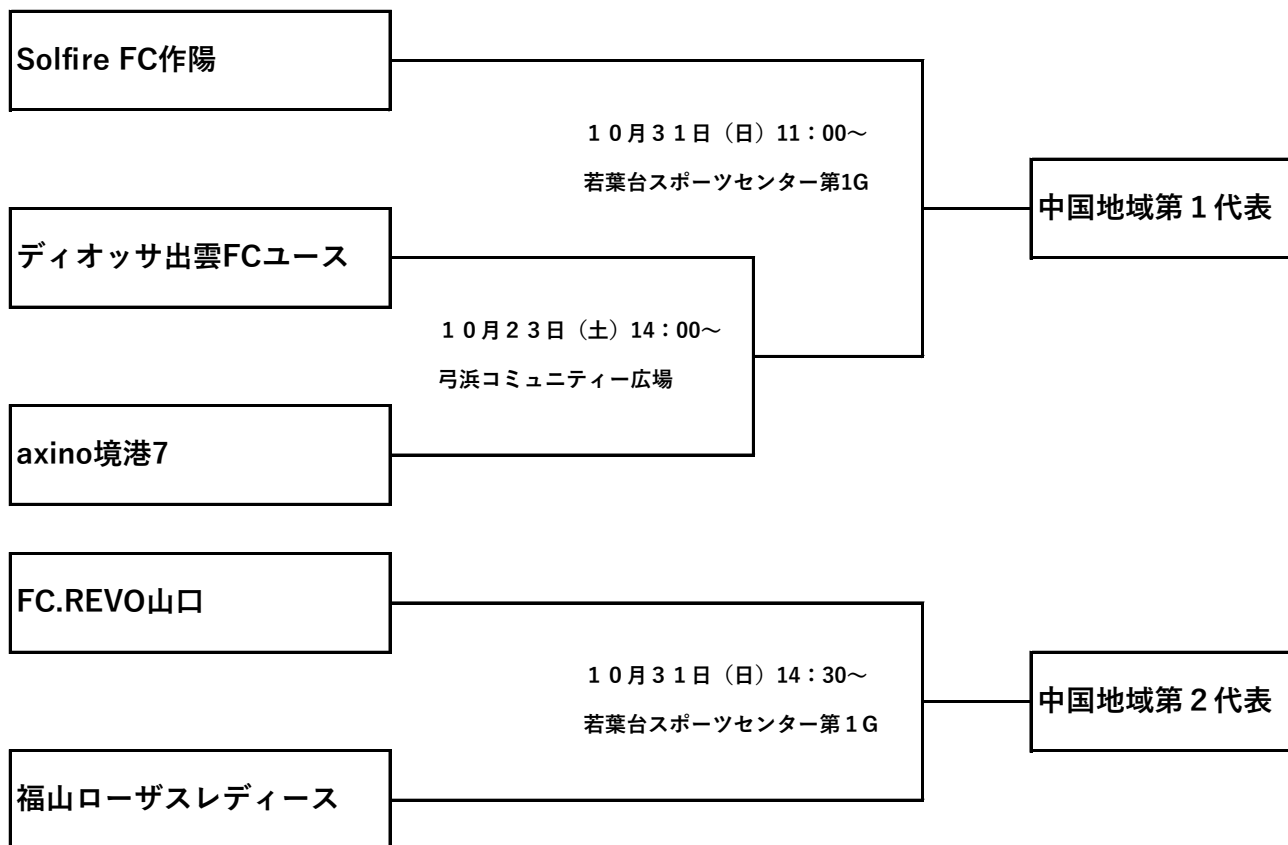 Solfire FC作陽
１０月３１日（日）11：00～
若葉台スポーツセンター第1G
中国地域第１代表
ディオッサ出雲FCユース
１０月２３日（土）14：00～
弓浜コミュニティー広場
axino境港7
FC.REVO山口
１０月３１日（日）14：30～
若葉台スポーツセンター第１G
中国地域第２代表
福山ローザスレディース